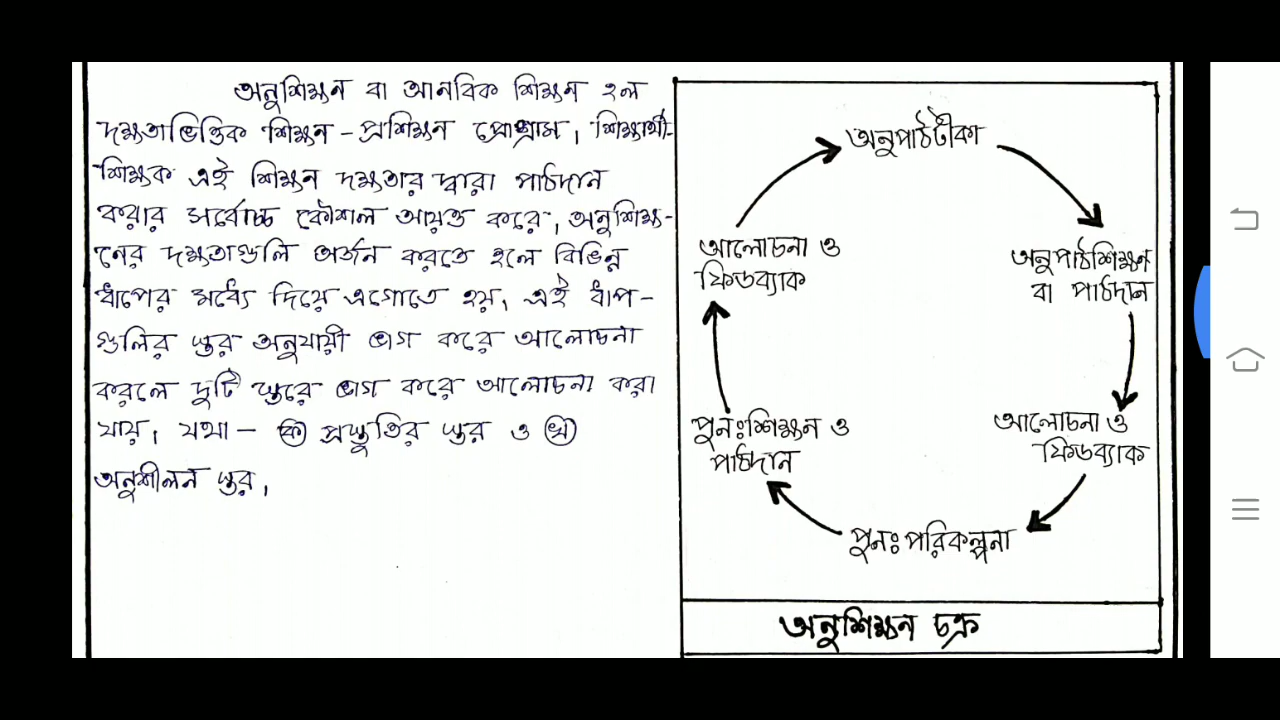 অনুশিক্ষন বা আনবিক শিক্ষন হল
দক্ষতাভিত্তিক শিক্ষন-প্রশিক্ষন প্রোগ্রাম। শিক্ষার্থী-
শিক্ষক এই শিক্ষন দক্ষতার দ্বারা পাঠদান
করার সর্বোচ্চ কৌশল আয়ত্ত করে। অনুশিক্ষ-
নের দক্ষতাগুলি অর্জন করতে হলে বিভিন্ন
ধাপের মধ্যে দিয়ে এগোতে হয়। এই ধাপ-
গুলির স্তর অনুযায়ী ভাগ করে আলোচনা
করলে দুটি স্তরে ভাগ করে আলোচনা করা
যায়। যথা- ক প্রস্তুতির স্তর ও খ
অনুশীলন স্তর।
অনুপাঠটীকা
অনুপাঠশিক্ষন
বা পাঠদান
আলোচনা ও
ফিডব্যাক
পুনঃপরিকল্পনা
পুনঃশিক্ষন ও
পাঠদান
আলোচনা ও
ফিডব্যাক
অনুশিক্ষন চক্র